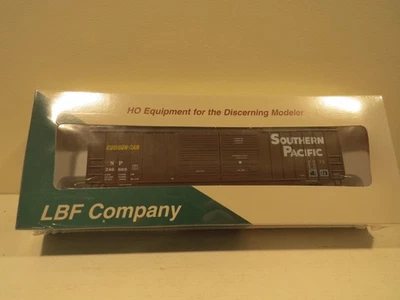 HO Equipment for the Discerning Modeler
CUSHION-CAR
SOUTHERN
PACIFIC
S P
LBF Company